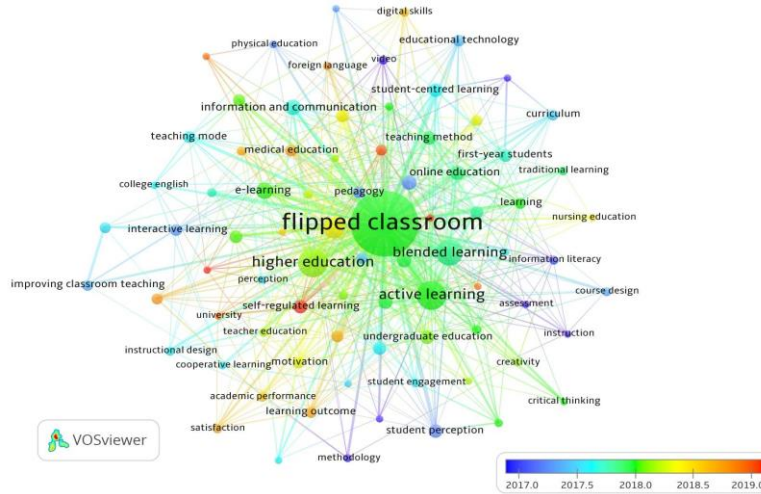 digital skills
physical education
educational technology
video
foreign language
student-centred learning
information and communication
curriculum
teaching mode
teaching method
medical education
first-year students
online education
traditional learning
college english
e-learning
pedagogy
learning
flipped classroom
nursing education
interactive learning
blended learning
higher education
information literacy
improving classroom teaching
perception
active learning
course design
self-regulated learning
assessment
university
teacher education
undergraduate education
instruction
instructional design
cooperative learning
motivation
creativity
student engagement
academic performance
critical thinking
learning outcome
satisfaction
student perception
methodology
VOSviewer
2017.0 2017.5 2018.0 2018.5 2019.0